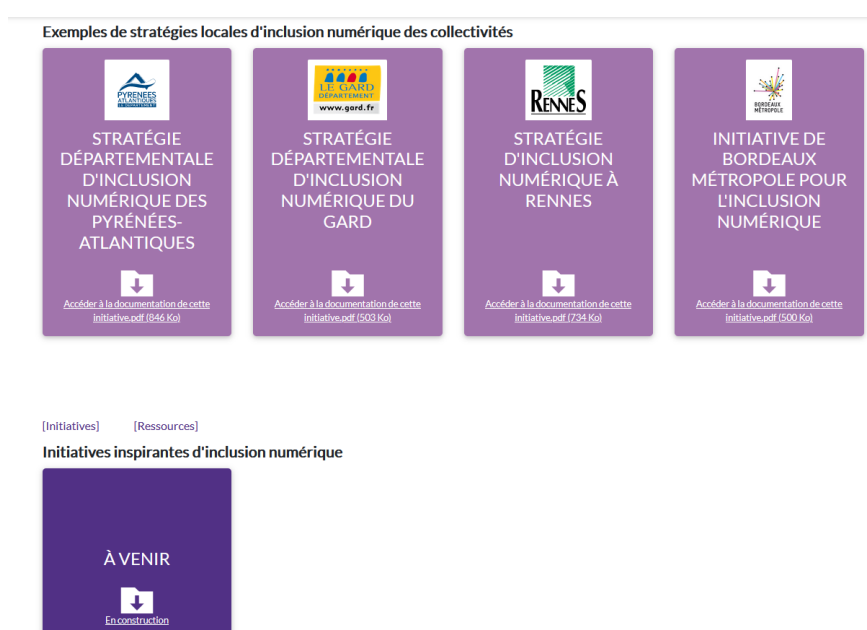 Exemples de stratégies locales d'inclusion numérique des collectivités
PYRÉNÉES
ATLANTIQUES
STRATÉGIE
DÉPARTEMENTALE
D'INCLUSION
NUMÉRIQUE DES
PYRÉNÉES-
ATLANTIQUES
Accéder à la documentation de cette
initiative.pdf (846 Ko)
LE GARD
DÉPARTEMENT
www.gard.fr
STRATÉGIE
DÉPARTEMENTALE
D'INCLUSION
NUMÉRIQUE DU
GARD
Accéder à la documentation de cette
initiative.pdf (503 Ko)
RENNES
STRATÉGIE
D'INCLUSION
NUMÉRIQUE À
RENNES
Accéder à la documentation de cette
initiative.pdf (734 Ko)
BORDEAUX
MÉTROPOLE
INITIATIVE DE
BORDEAUX
MÉTROPOLE POUR
L'INCLUSION
NUMÉRIQUE
Accéder à la documentation de cette
initiative.pdf (500 Ko)
[Initiatives] [Ressources]
Initiatives inspirantes d'inclusion numérique
À VENIR
En construction